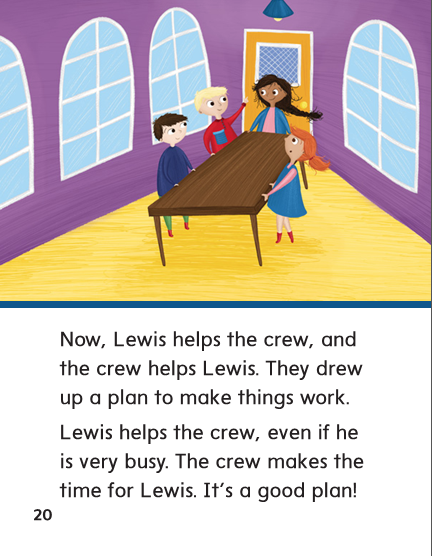 Now, Lewis helps the crew, and
the crew helps Lewis. They drew
up a plan to make things work.
Lewis helps the crew, even if he
is very busy. The crew makes the
time for Lewis. It’s a good plan!
20